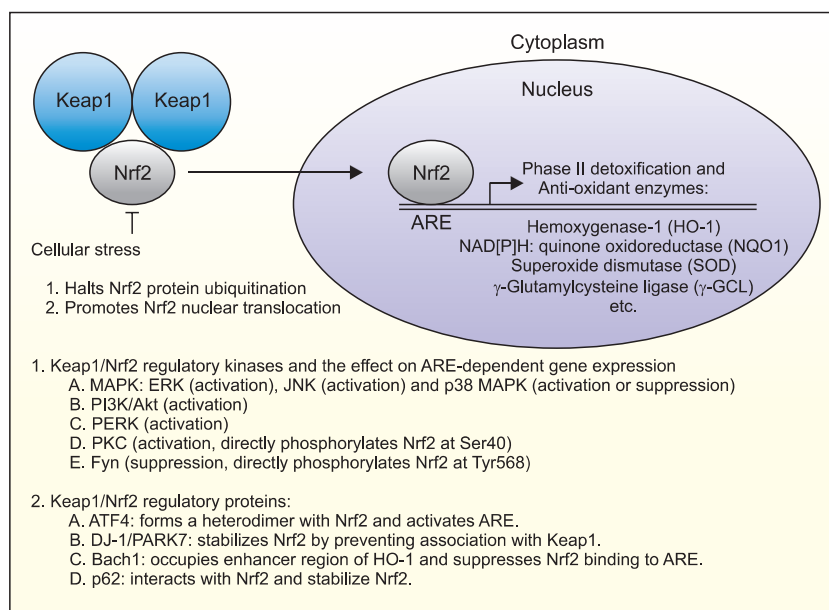 Cytoplasm
Nucleus
Keap1 Keap1
Nrf2
Nrf2
Phase II detoxification and
Anti-oxidant enzymes:
ARE
Cellular stress
Hemoxygenase-1 (HO-1)
NAD[P]H: quinone oxidoreductase (NQO1)
Superoxide dismutase (SOD)
γ-Glutamylcysteine ligase (γ-GCL)
etc.
1. Halts Nrf2 protein ubiquitination
2. Promotes Nrf2 nuclear translocation
1. Keap1/Nrf2 regulatory kinases and the effect on ARE-dependent gene expression
A. MAPK: ERK (activation), JNK (activation) and p38 MAPK (activation or suppression)
B. PI3K/Akt (activation)
C. PERK (activation)
D. PKC (activation, directly phosphorylates Nrf2 at Ser40)
E. Fyn (suppression, directly phosphorylates Nrf2 at Tyr568)
2. Keap1/Nrf2 regulatory proteins:
A. ATF4: forms a heterodimer with Nrf2 and activates ARE.
B. DJ-1/PARK7: stabilizes Nrf2 by preventing association with Keap1.
C. Bach1: occupies enhancer region of HO-1 and suppresses Nrf2 binding to ARE.
D. p62: interacts with Nrf2 and stabilize Nrf2.